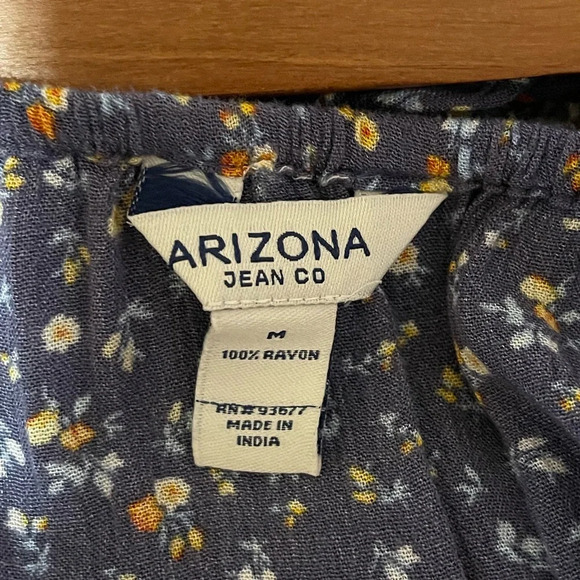 ARIZONA
JEAN CO
M
100% RAYON
RN# 93677
MADE IN
INDIA